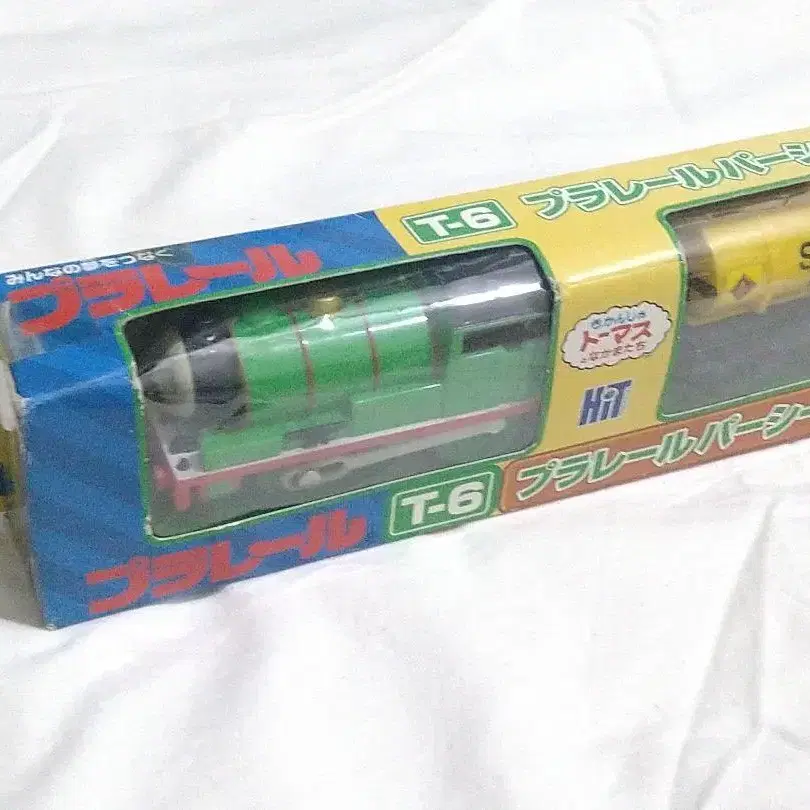 みんなの夢をつなぐ
プラレール
T-6
プラレール パーシ
S
きかんしゃ
トーマス
となかまたち
HiT
プラレール
T-6
プラレール パーシー